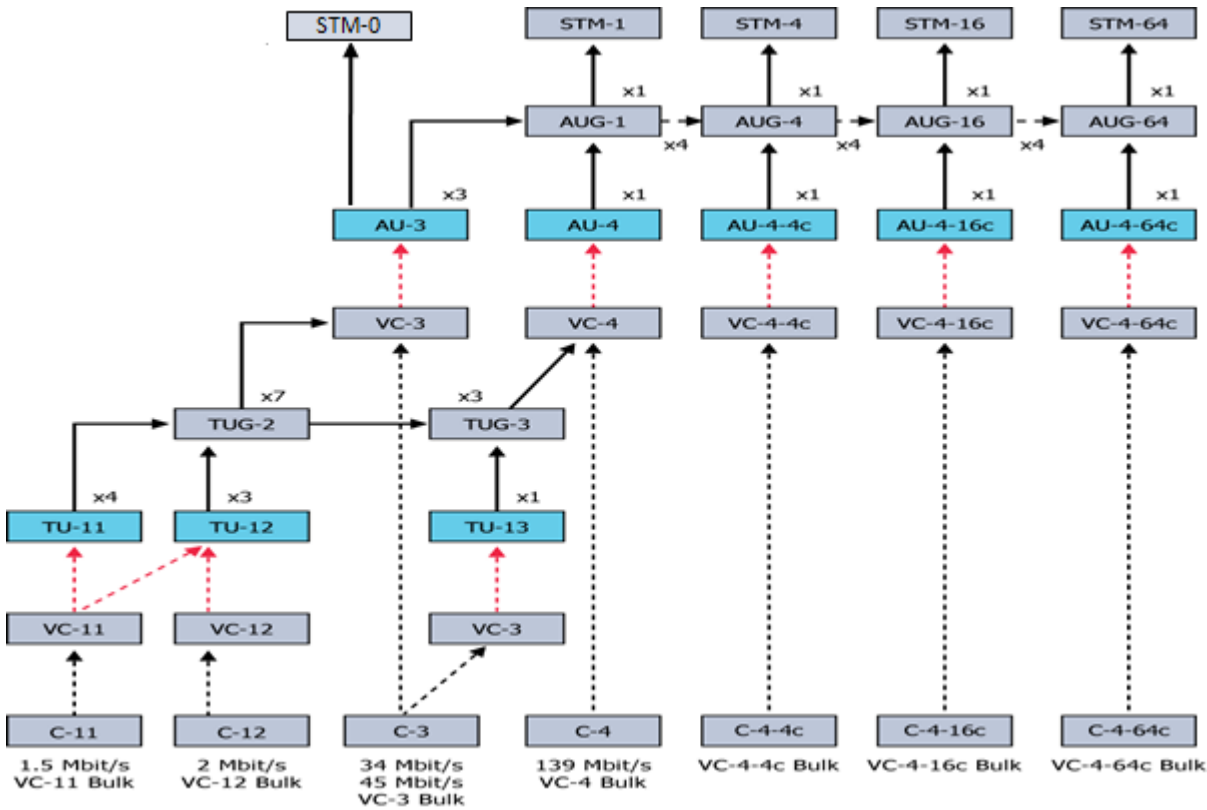 STM-0
STM-1
STM-4
STM-16
STM-64
x1
x1
x1
x1
AUG-1
AUG-4
AUG-16
AUG-64
x4
x4
x4
x3
x1
x1
x1
x1
AU-3
AU-4
AU-4-4c
AU-4-16c
AU-4-64c
VC-3
VC-4
VC-4-4c
VC-4-16c
VC-4-64c
x7
x3
TUG-2
TUG-3
x4
x3
x1
TU-11
TU-12
TU-13
VC-11
VC-12
VC-3
C-11
C-12
C-3
C-4
C-4-4c
C-4-16c
C-4-64c
1.5 Mbit/s
VC-11 Bulk
2 Mbit/s
VC-12 Bulk
34 Mbit/s
45 Mbit/s
VC-3 Bulk
139 Mbit/s
VC-4 Bulk
VC-4-4c Bulk
VC-4-16c Bulk
VC-4-64c Bulk